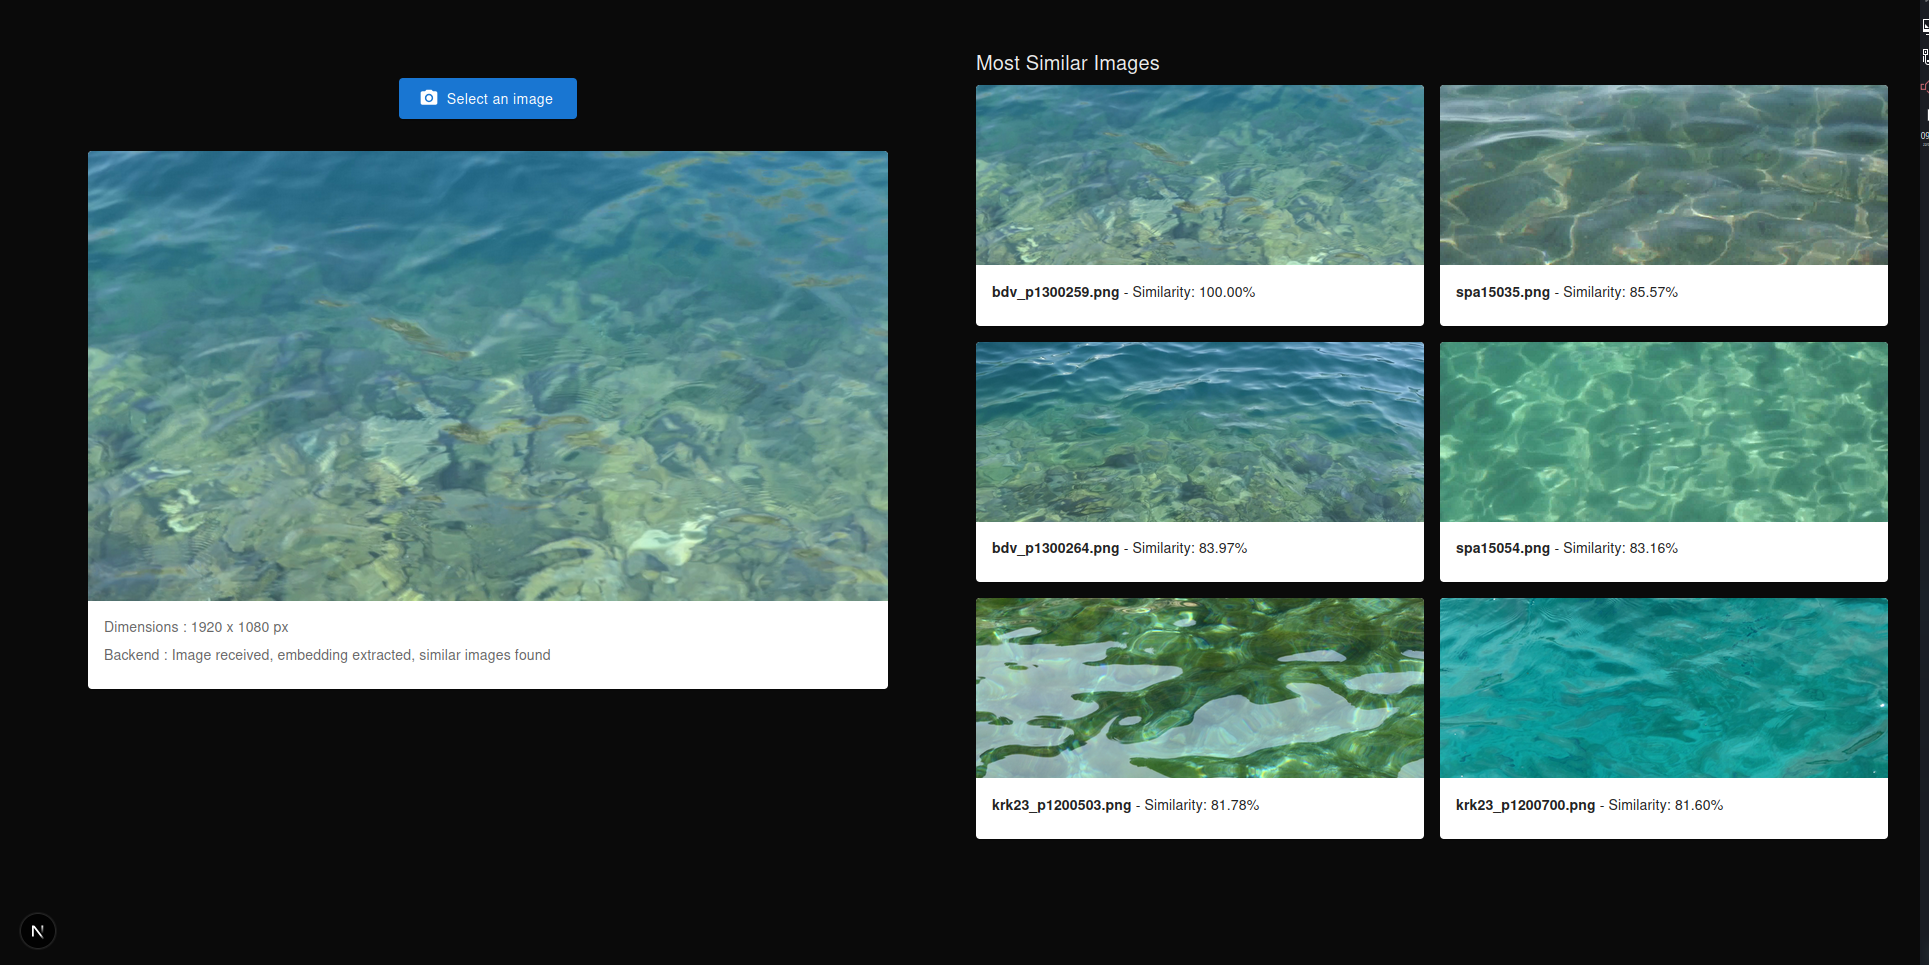 Select an image
Dimensions : 1920 x 1080 px
Backend : Image received, embedding extracted, similar images found
Most Similar Images
bdv_p1300259.png - Similarity: 100.00%
spa15035.png - Similarity: 85.57%
bdv_p1300264.png - Similarity: 83.97%
spa15054.png - Similarity: 83.16%
krk23_p1200503.png - Similarity: 81.78%
krk23_p1200700.png - Similarity: 81.60%
N
09